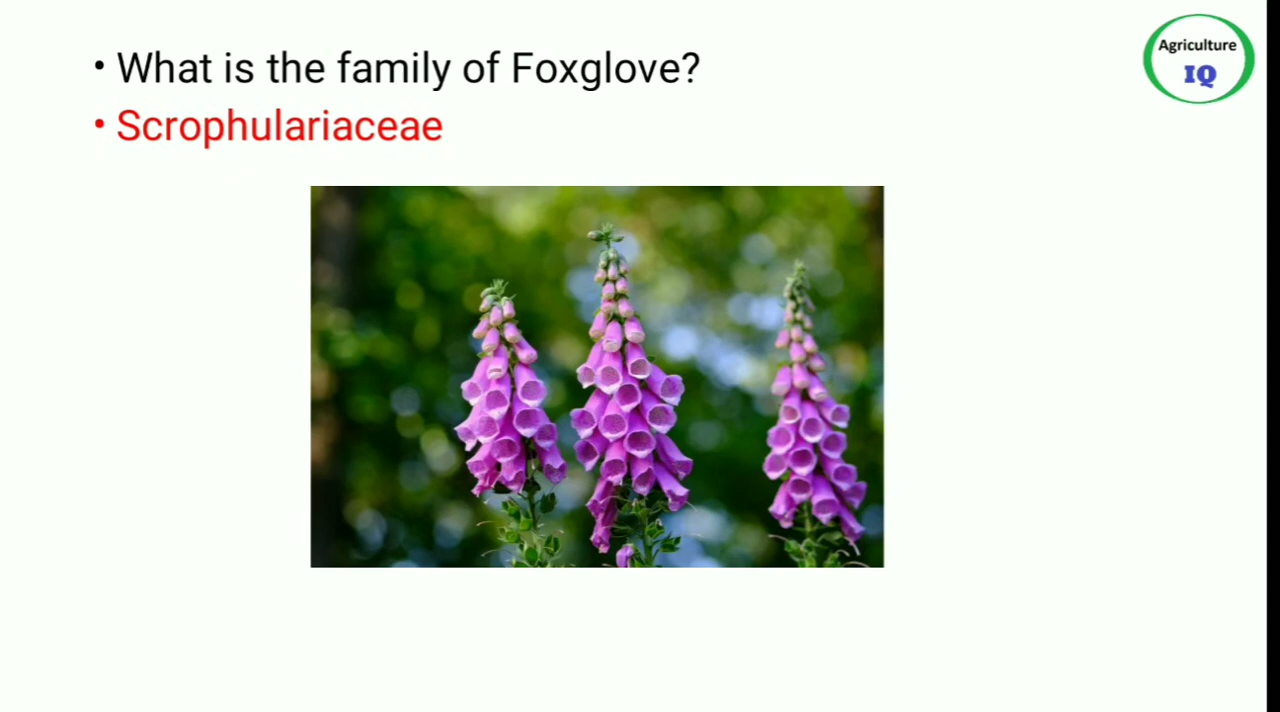 • What is the family of Foxglove?
• Scrophulariaceae
Agriculture
IQ